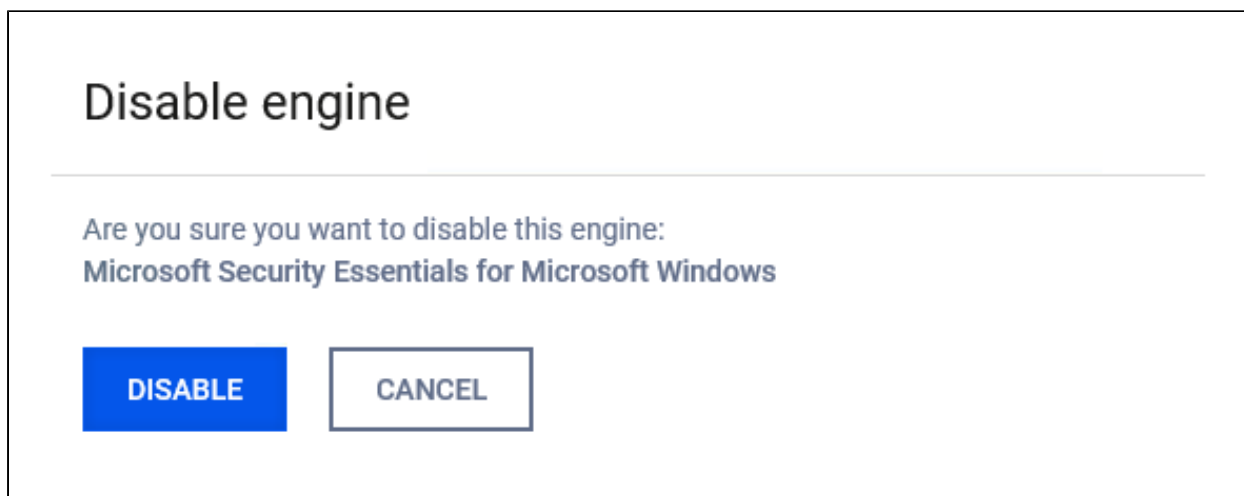 Disable engine
Are you sure you want to disable this engine:
Microsoft Security Essentials for Microsoft Windows
DISABLE
CANCEL